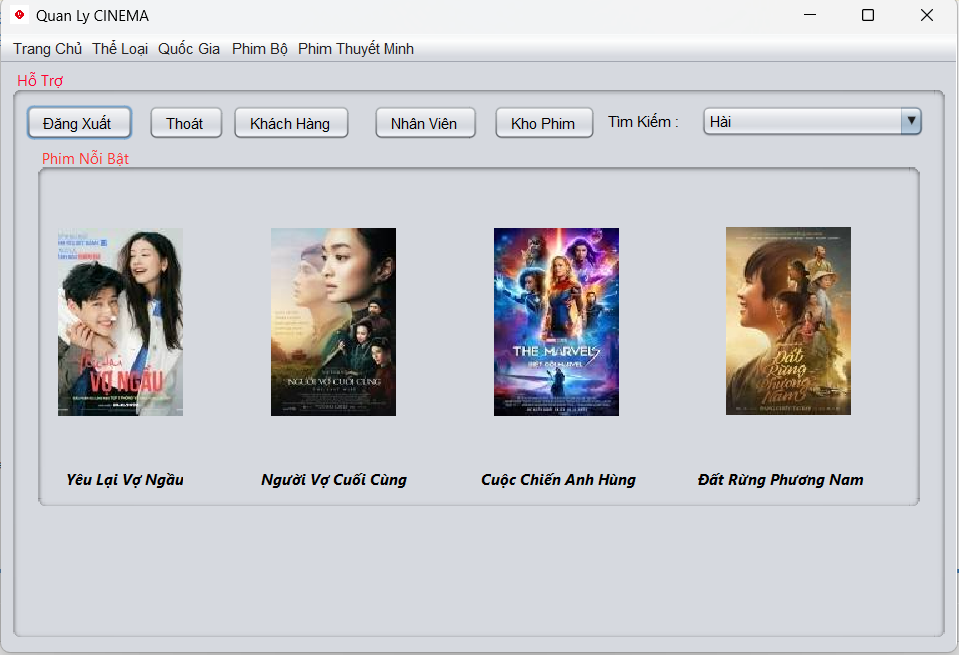 Quan Ly CINEMA
Trang Chủ Thể Loại Quốc Gia Phim Bộ Phim Thuyết Minh
Hỗ Trợ
Đăng Xuất Thoát Khách Hàng Nhân Viên Kho Phim Tìm Kiếm : Hài
Phim Nỗi Bật
VỢ NGẦU
NGƯỜI VỢ CUỐI CÙNG
THE MARVELS
Đất Rừng Phương Nam
Yêu Lại Vợ Ngầu Người Vợ Cuối Cùng Cuộc Chiến Anh Hùng Đất Rừng Phương Nam